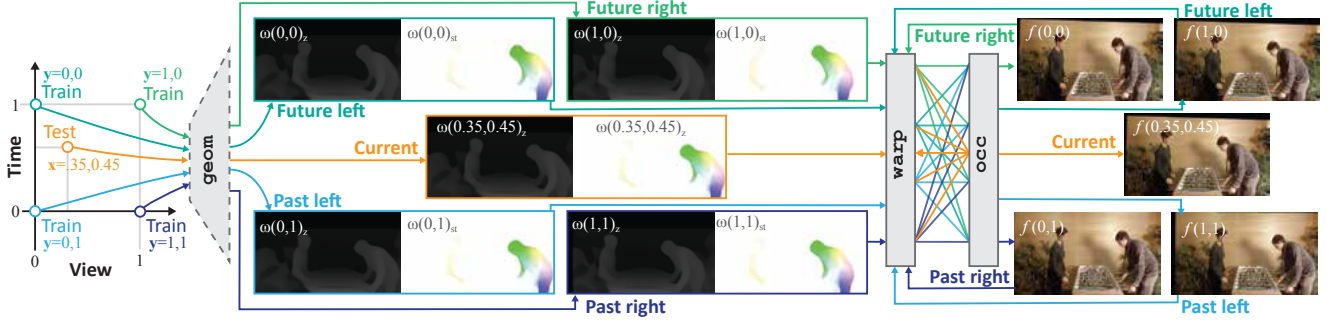 Time
1
0
0
1
View
y=0,0
Train
y=1,0
Train
Test
x=.35,0.45
Train
y=0,1
Train
y=1,1
geom
Future right
Future left
ω(0,0)z
ω(0,0)st
ω(1,0)z
ω(1,0)st
Current
ω(0.35,0.45)z
ω(0.35,0.45)z
Past left
ω(0,1)z
ω(0,1)st
ω(1,1)z
ω(1,1)st
Past right
warp
occ
Future left
Future right
f(0,0)
f(1,0)
Current
f(0.35,0.45)
f(0,1)
f(1,1)
Past right
Past left